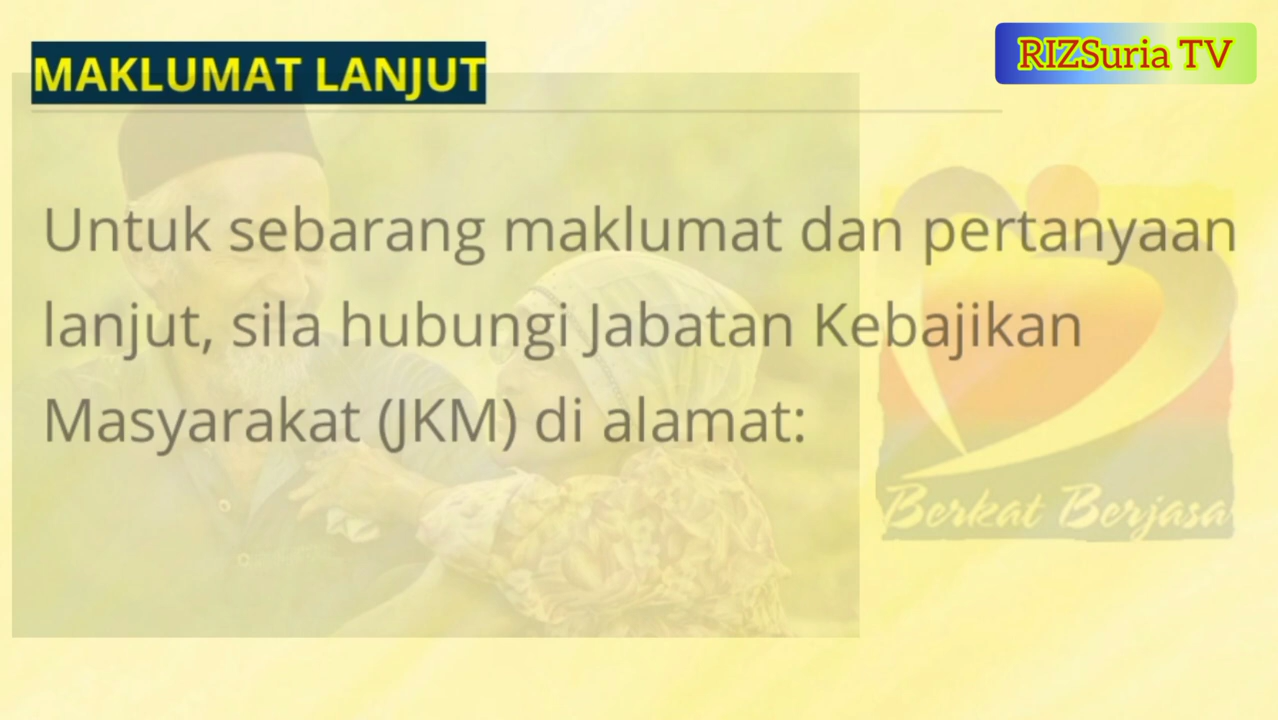 MAKLUMAT LANJUT
RIZSuria TV
Untuk sebarang maklumat dan pertanyaan
lanjut, sila hubungi Jabatan Kebajikan
Masyarakat (JKM) di alamat:
Berkat Berjasa